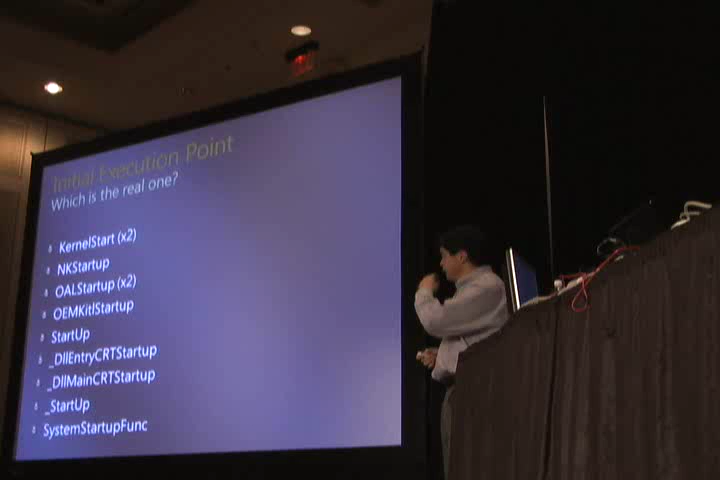 Initial Execution Point
Which is the real one?
KernelStart (x2)
NKStartup
OALStartup (x2)
OEMKitlStartup
StartUp
_DllEntryCRTStartup
_DllMainCRTStartup
_StartUp
SystemStartupFunc